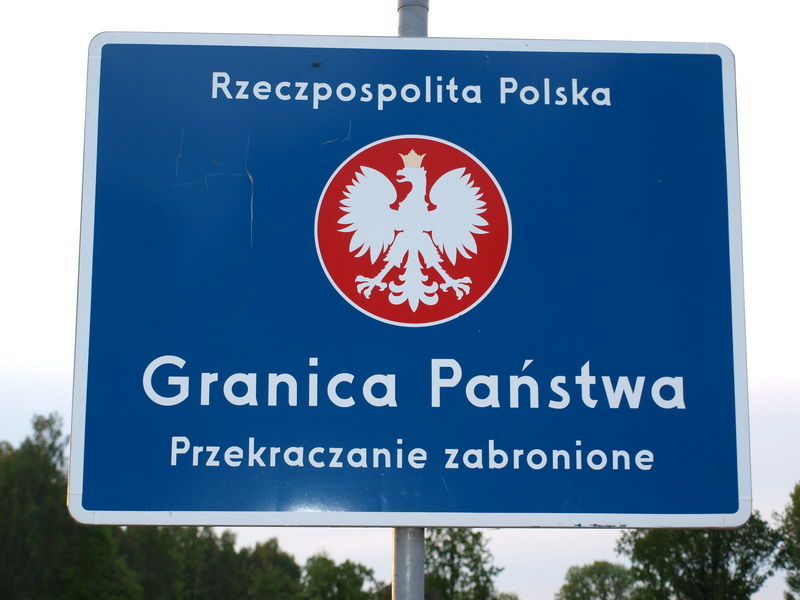 Rzeczpospolita Polska
Granica Państwa
Przekraczanie zabronione